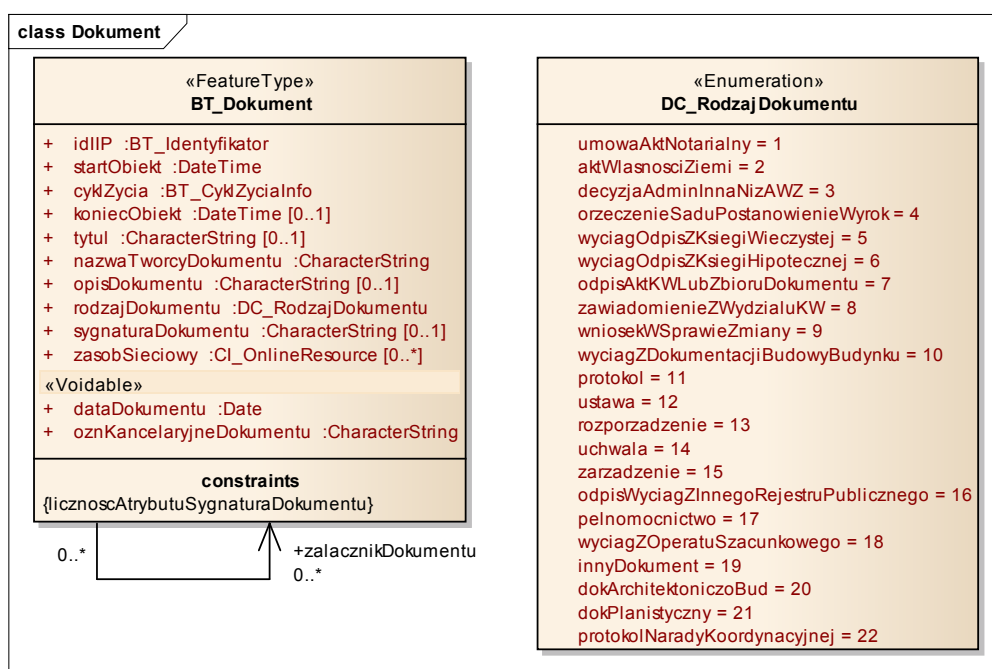 class Dokument
«FeatureType»
BT_Dokument
+ idIIP :BT_Identyfikator
+ startObiekt :DateTime
+ cyklZycia :BT_CyklZyciaInfo
+ koniecObiekt :DateTime [0..1]
+ tytul :CharacterString [0..1]
+ nazwaTworcyDokumentu :CharacterString
+ opisDokumentu :CharacterString [0..1]
+ rodzajDokumentu :DC_RodzajDokumentu
+ sygnaturaDokumentu :CharacterString [0..1]
+ zasobSieciowy :CI_OnlineResource [0..*]
«Voidable»
+ dataDokumentu :Date
+ oznKancelaryjneDokumentu :CharacterString
constraints
{licznoscAtrybutuSygnaturaDokumentu}
0..*
+zalacznikDokumentu
0..*
«Enumeration»
DC_RodzajDokumentu
umowaAktNotarialny = 1
aktWlasnosciZiemi = 2
decyzjaAdminInnaNizAWZ = 3
orzeczenieSaduPostanowienieWyrok = 4
wyciagOdpisZKsiegiWieczystej = 5
wyciagOdpisZKsiegiHipotecznej = 6
odpisAktKWLubZbioruDokumentu = 7
zawiadomienieZWydzialuKW = 8
wniosekWSprawieZmiany = 9
wyciagZDokumentacjiBudowyBudynku = 10
protokol = 11
ustawa = 12
rozporzadzenie = 13
uchwala = 14
zarzadzenie = 15
odpisWyciagZInnegoRejestruPublicznego = 16
pelnomocnictwo = 17
wyciagZOperatuSzacunkowego = 18
innyDokument = 19
dokArchitektoniczoBud = 20
dokPlanistyczny = 21
protokolNaradyKoordynacyjnej = 22